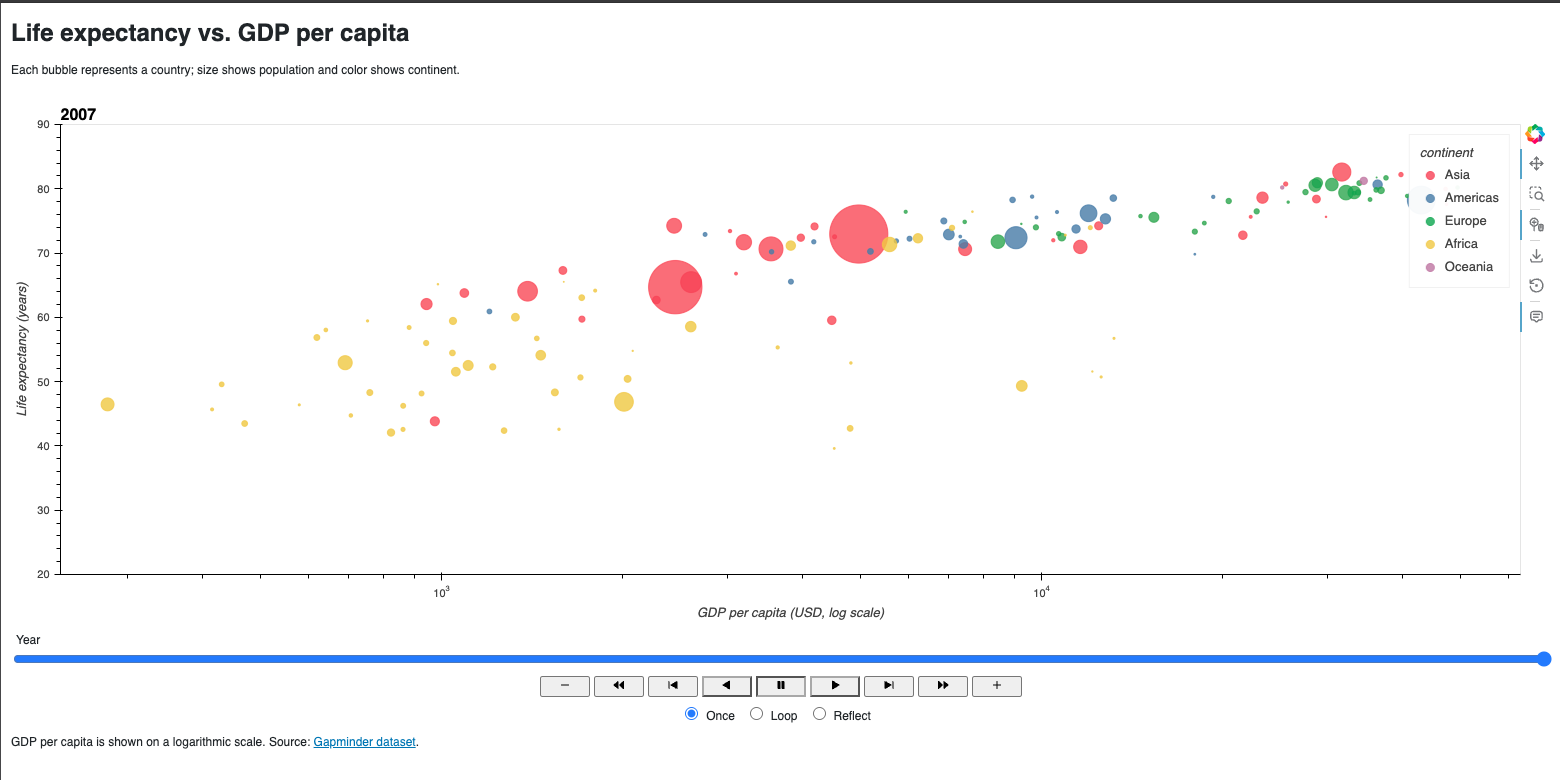 Life expectancy vs. GDP per capita
Each bubble represents a country; size shows population and color shows continent.
2007
90
80
70
60
50
40
30
20
Life expectancy (years)
continent
Asia
Americas
Europe
Africa
Oceania
10³
10⁴
GDP per capita (USD, log scale)
Year
Once Loop Reflect
GDP per capita is shown on a logarithmic scale. Source: Gapminder dataset.